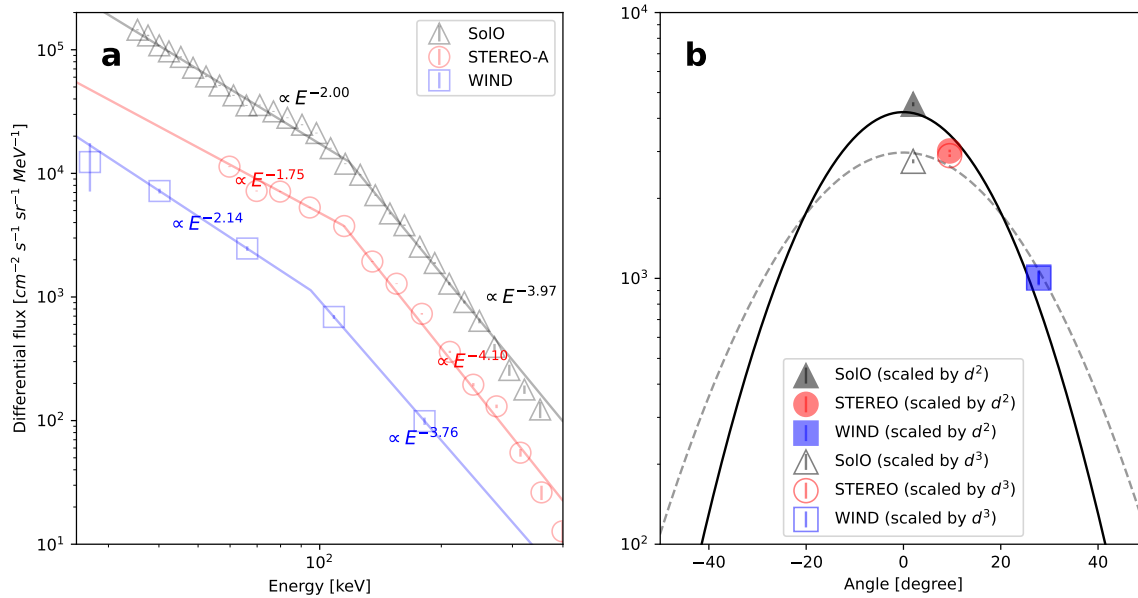 a
SolO
STEREO-A
WIND
∝ E^{-2.00}
∝ E^{-1.75}
∝ E^{-2.14}
∝ E^{-3.97}
∝ E^{-4.10}
∝ E^{-3.76}
10^5
10^4
10^3
10^2
10^1
10^2
Differential flux [cm^{-2} s^{-1} sr^{-1} MeV^{-1}]
Energy [keV]
b
10^4
10^3
10^2
SolO (scaled by d^2)
STEREO (scaled by d^2)
WIND (scaled by d^2)
SolO (scaled by d^3)
STEREO (scaled by d^3)
WIND (scaled by d^3)
−40 −20 0 20 40
Angle [degree]